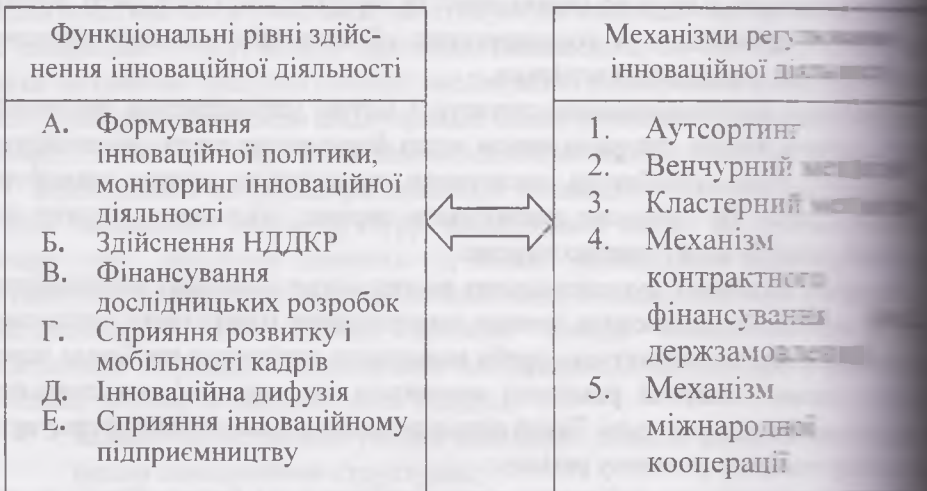 Функціональні рівні здійс-
нення інноваційної діяльності
А. Формування
інноваційної політики,
моніторинг інноваційної
діяльності
Б. Здійснення НДДКР
В. Фінансування
дослідницьких розробок
Г. Сприяння розвитку і
мобільності кадрів
Д. Інноваційна дифузія
Е. Сприяння інноваційному
підприємництву
Механізми
інноваційної
1. Аутсортинг
2. Венчурний
3. Кластерний
4. Механізм
контрактного
фінансування
держзамовлення
5. Механізм
міжнародної
кооперації